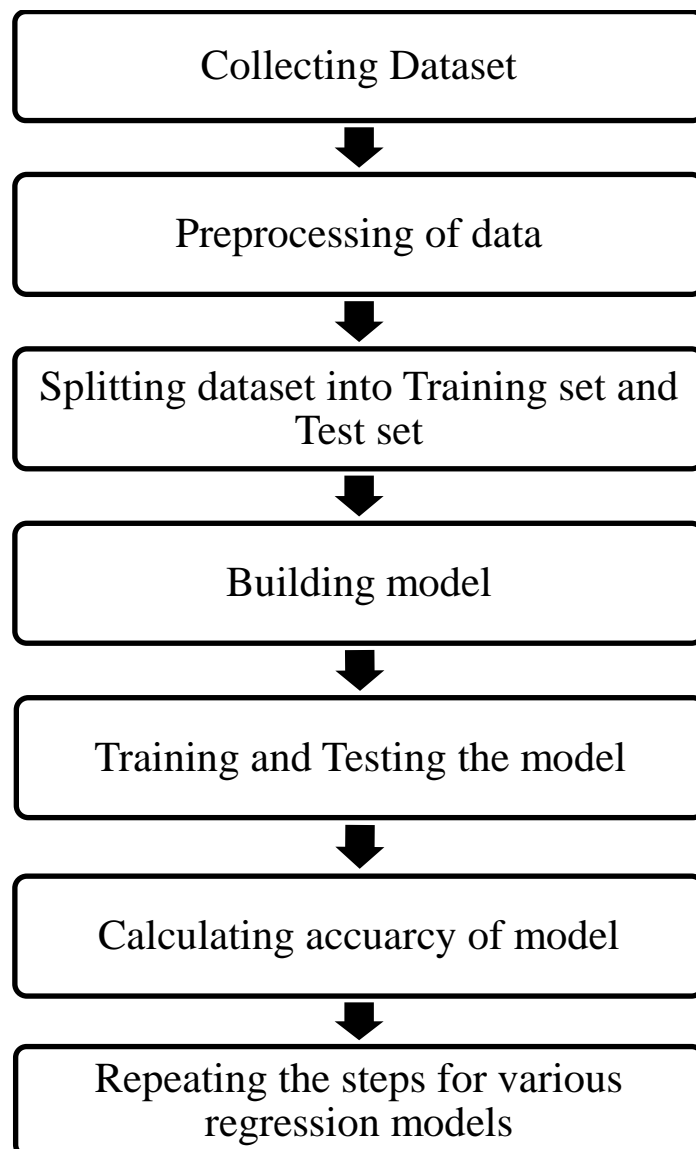 Collecting Dataset
Preprocessing of data
Splitting dataset into Training set and
Test set
Building model
Training and Testing the model
Calculating accuarcy of model
Repeating the steps for various
regression models